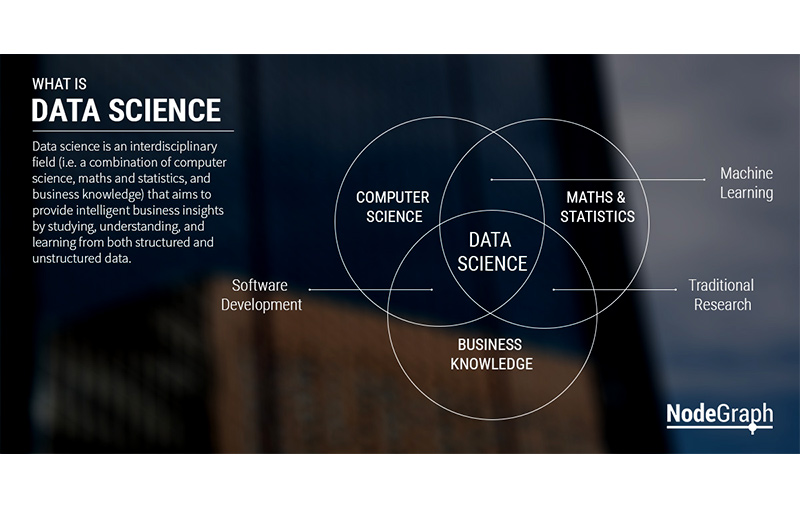 WHAT IS
DATA SCIENCE
Data science is an interdisciplinary
field (i.e. a combination of computer
science, maths and statistics, and
business knowledge) that aims to
provide intelligent business insights
by studying, understanding, and
learning from both structured and
unstructured data.
COMPUTER
SCIENCE
MATHS &
STATISTICS
Machine
Learning
DATA
SCIENCE
Software
Development
Traditional
Research
BUSINESS
KNOWLEDGE
NodeGraph